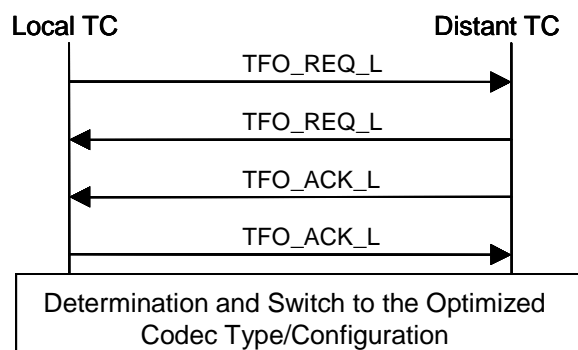 Local TC Distant TC
TFO_REQ_L
TFO_REQ_L
TFO_ACK_L
TFO_ACK_L
Determination and Switch to the Optimized
Codec Type/Configuration